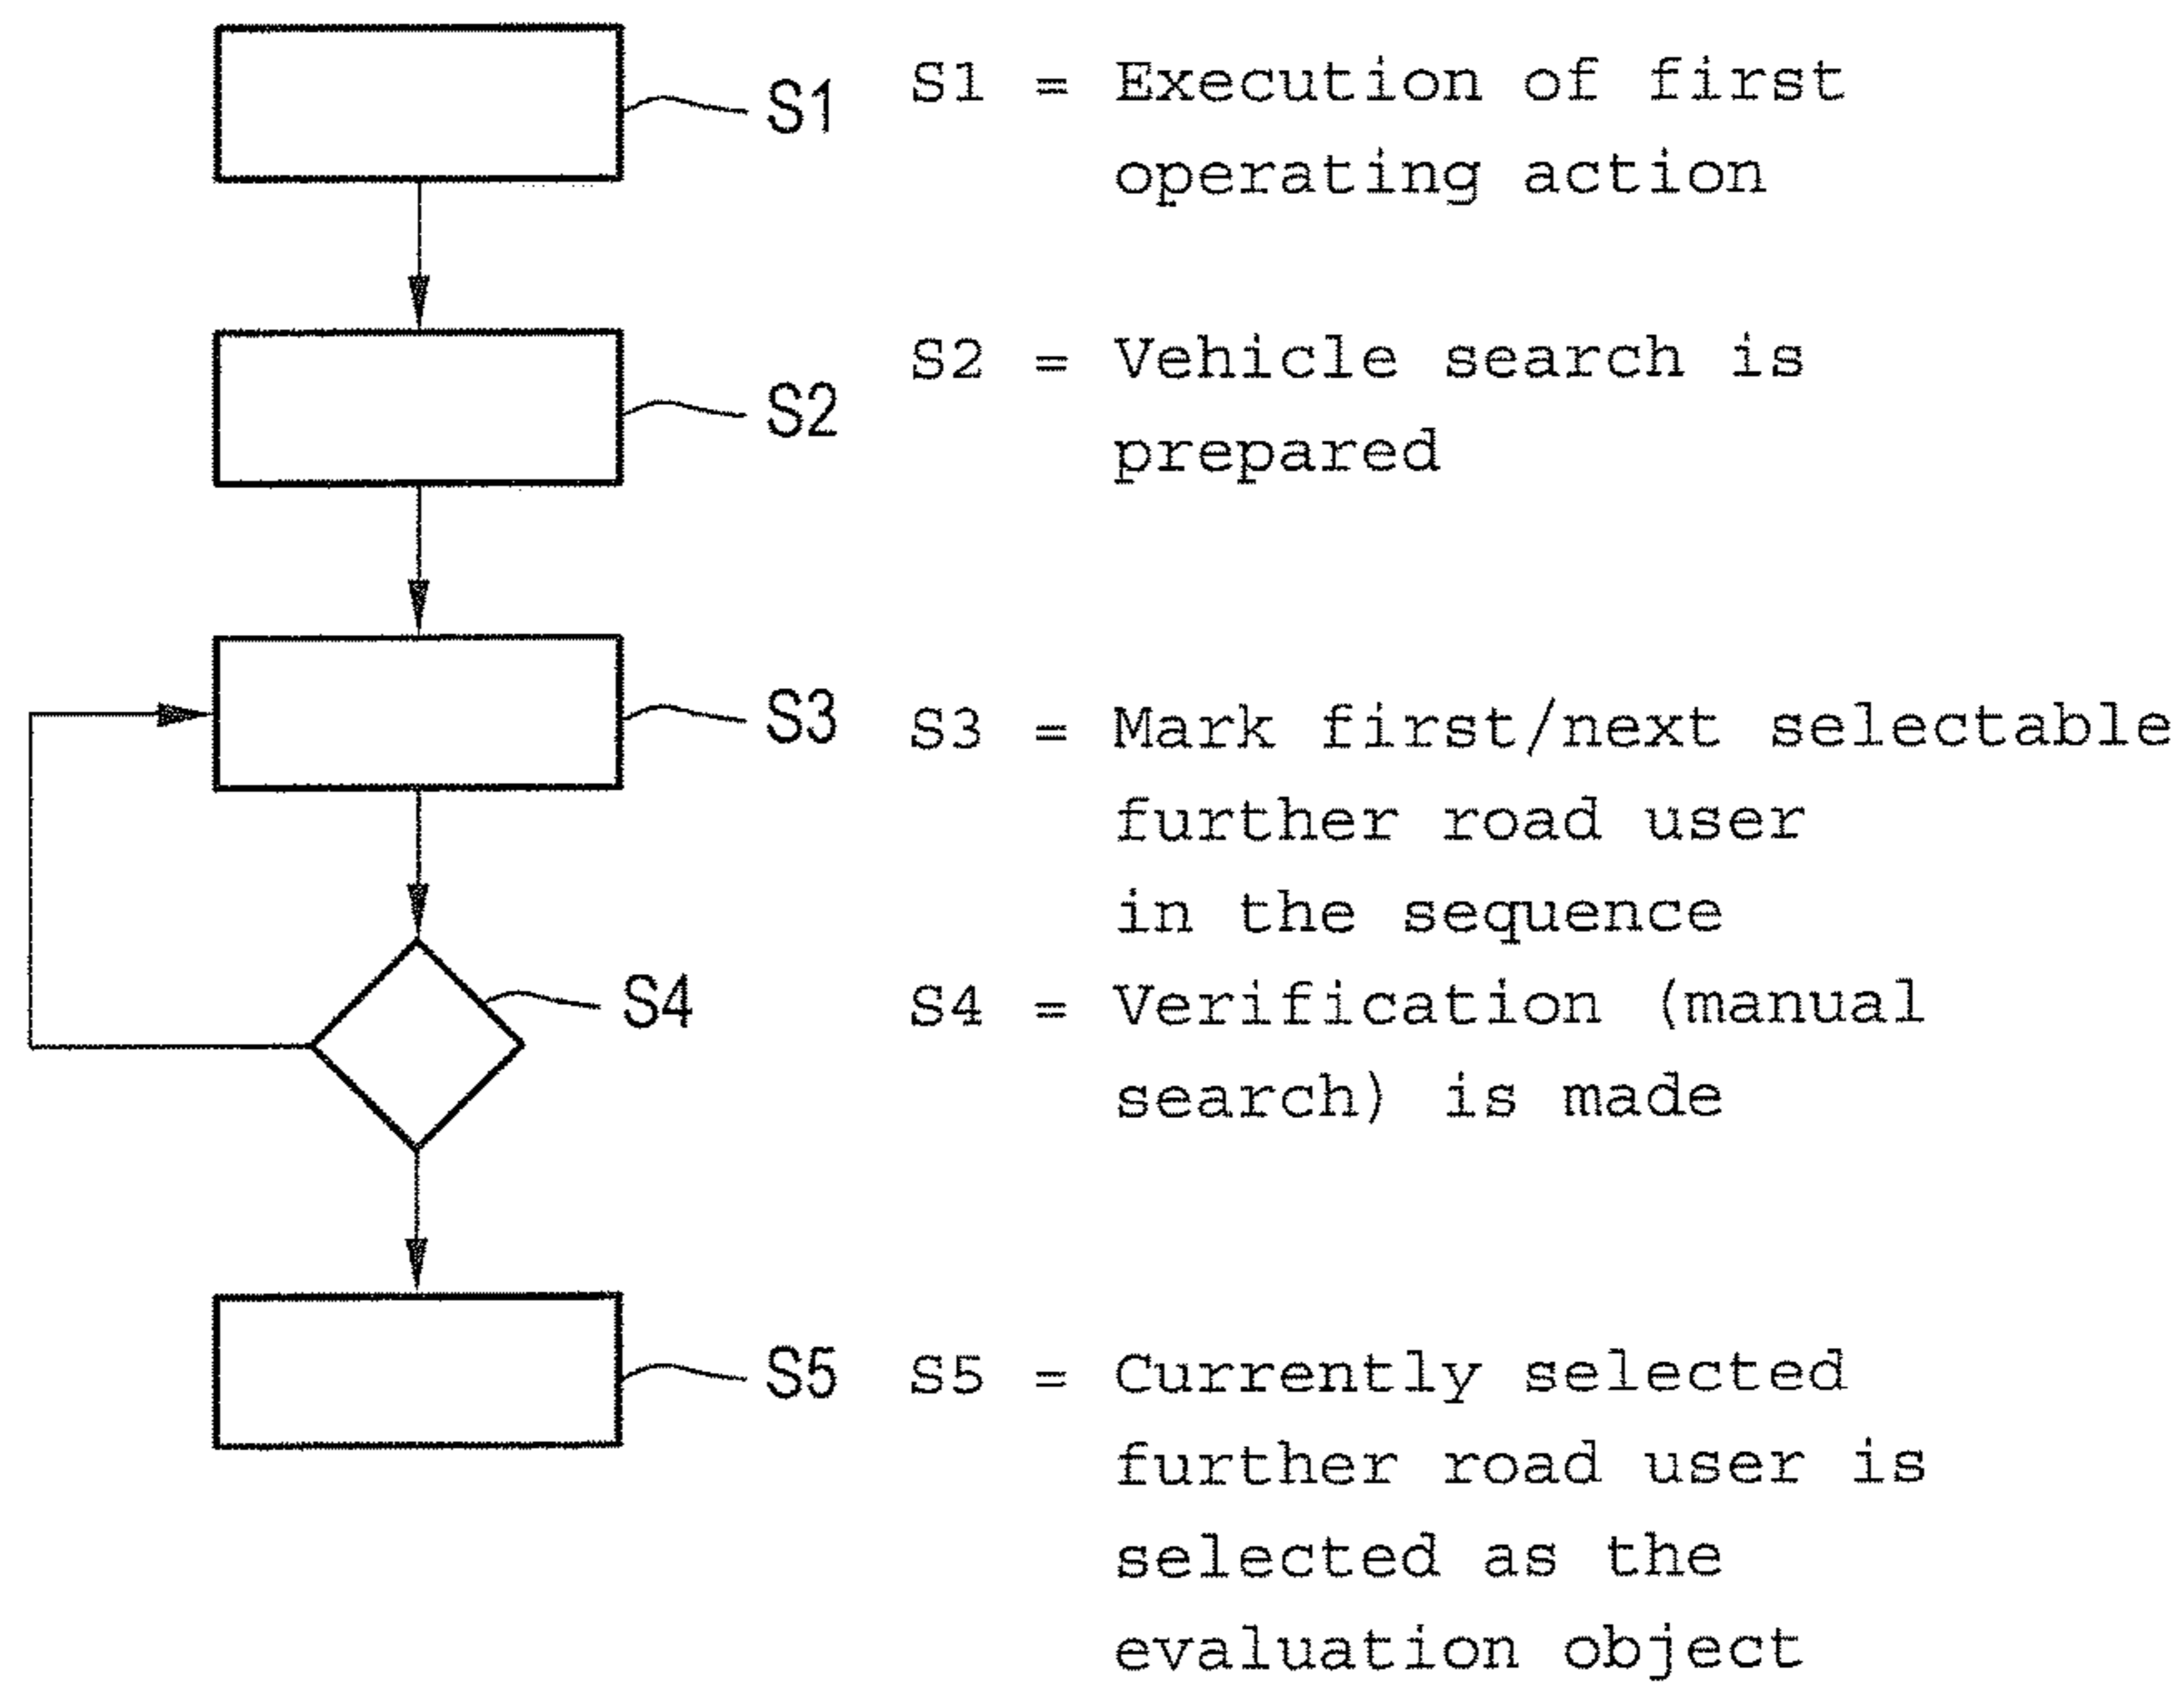 S1
S1 = Execution of first
operating action
S2
S2 = Vehicle search is
prepared
S3
S3 = Mark first/next selectable
further road user
in the sequence
S4
S4 = Verification (manual
search) is made
S5
S5 = Currently selected
further road user is
selected as the
evaluation object